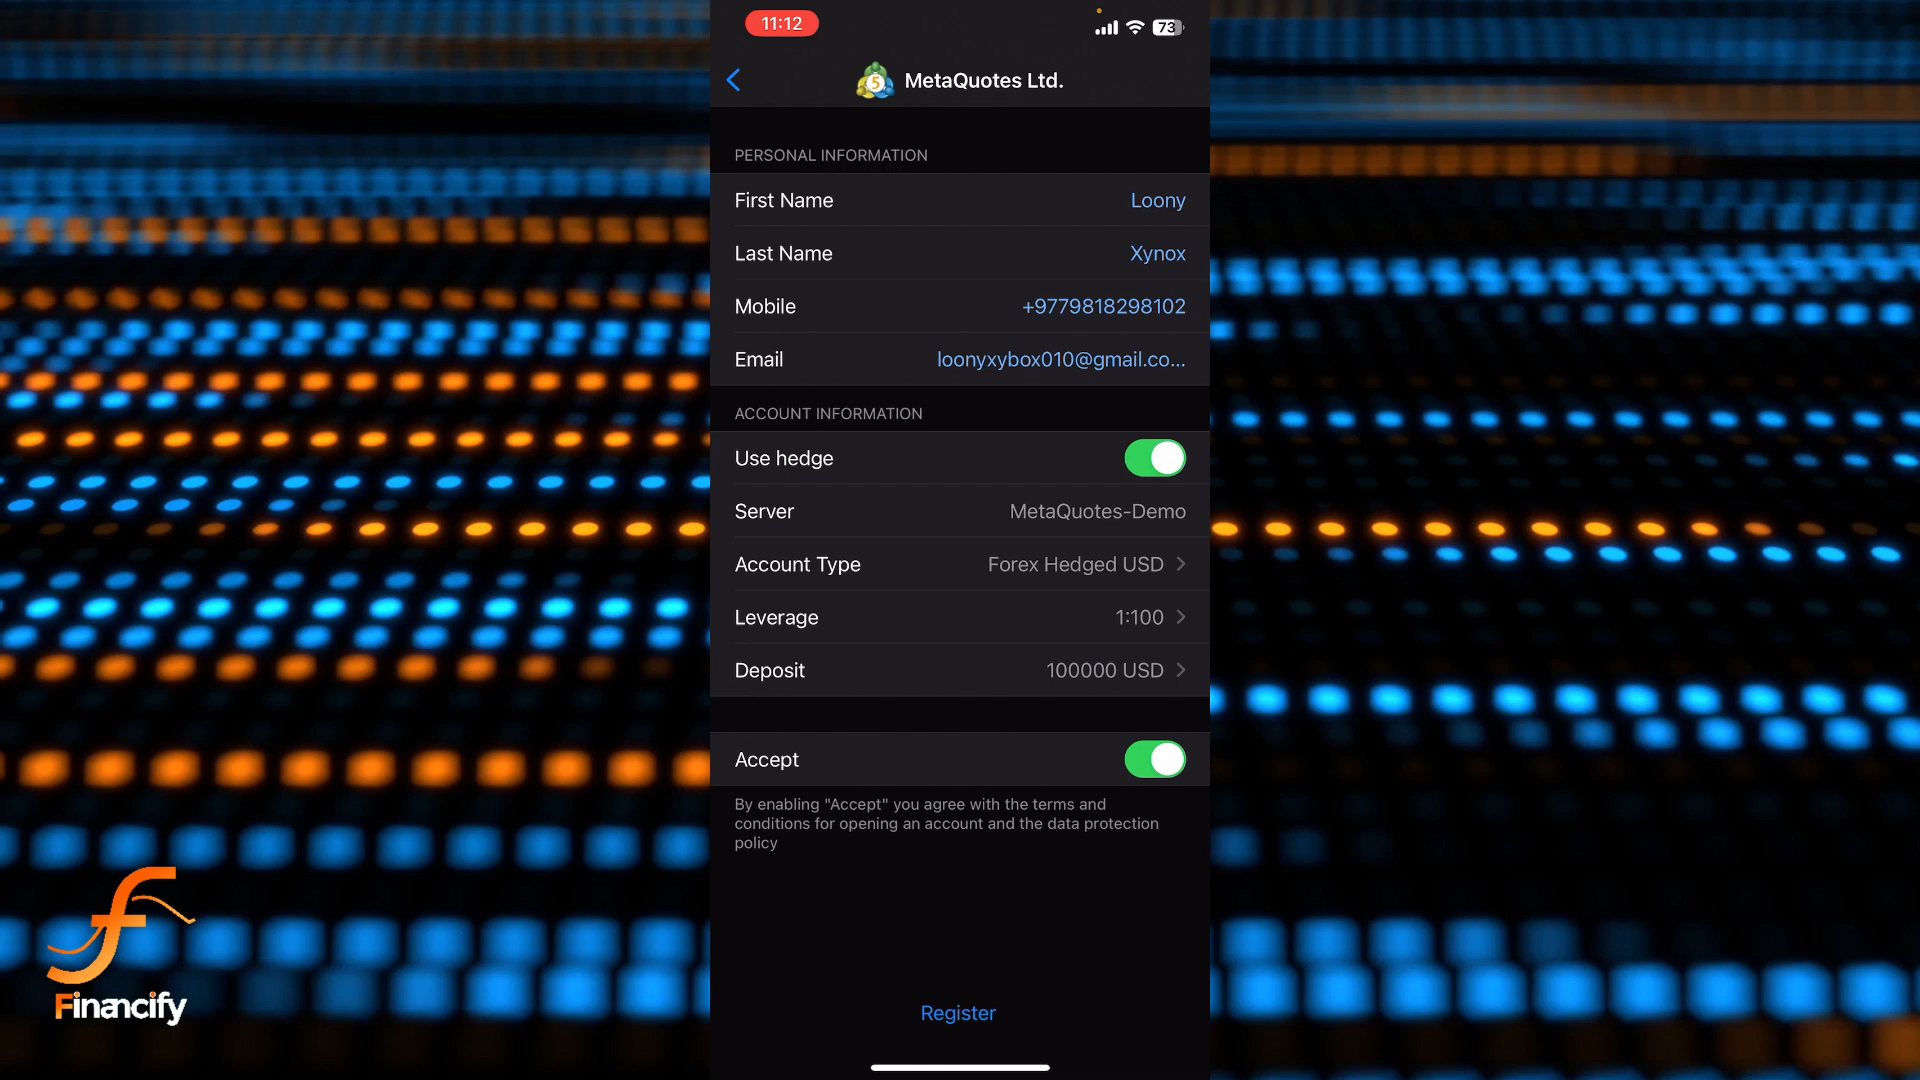 11:12
73
5 MetaQuotes Ltd.
PERSONAL INFORMATION
First Name Loony
Last Name Xynox
Mobile +9779818298102
Email loonyxybox010@gmail.co...
ACCOUNT INFORMATION
Use hedge
Server MetaQuotes-Demo
Account Type Forex Hedged USD
Leverage 1:100
Deposit 100000 USD
Accept
By enabling "Accept" you agree with the terms and
conditions for opening an account and the data protection
policy
Register
Financify